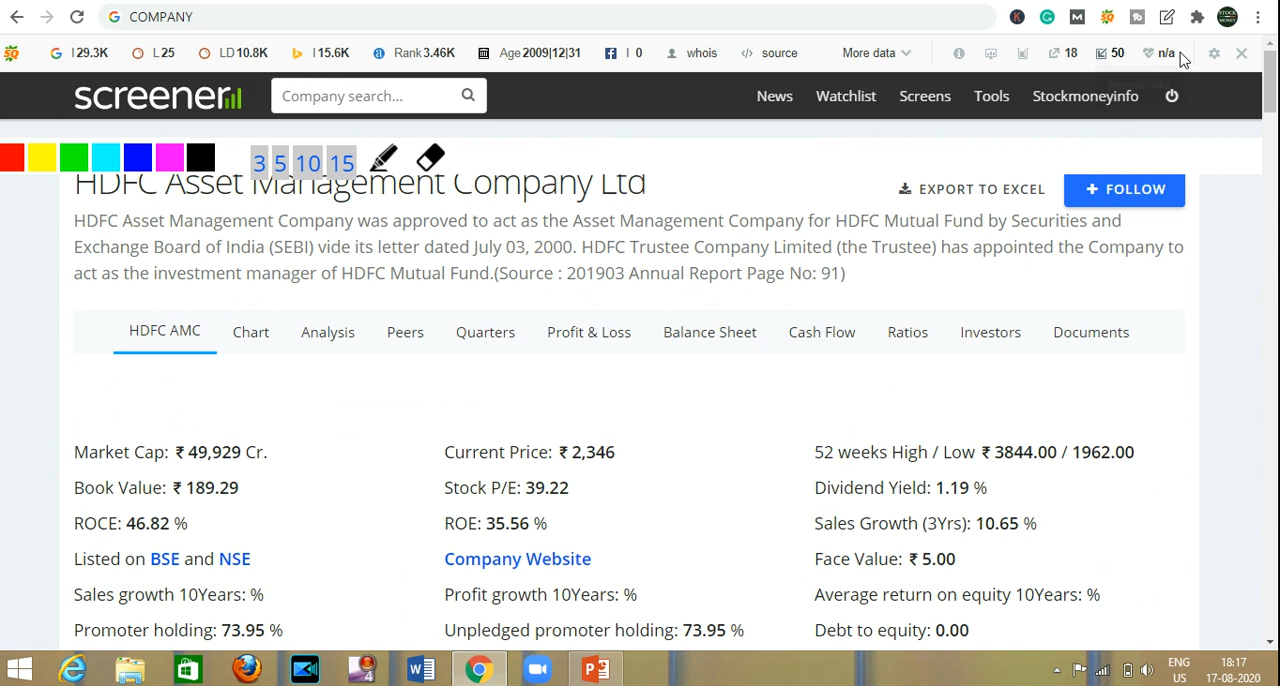 COMPANY
I 29.3K L 25 LD 10.8K I 15.6K Rank 3.46K Age 2009|12|31 I 0 whois source More data 18 50 n/a
screener Company search... News Watchlist Screens Tools Stockmoneyinfo
3 5 10 15
HDFC Asset Management Company Ltd
EXPORT TO EXCEL + FOLLOW
HDFC Asset Management Company was approved to act as the Asset Management Company for HDFC Mutual Fund by Securities and
Exchange Board of India (SEBI) vide its letter dated July 03, 2000. HDFC Trustee Company Limited (the Trustee) has appointed the Company to
act as the investment manager of HDFC Mutual Fund.(Source : 201903 Annual Report Page No: 91)
HDFC AMC Chart Analysis Peers Quarters Profit & Loss Balance Sheet Cash Flow Ratios Investors Documents
Market Cap: ₹ 49,929 Cr. Current Price: ₹ 2,346 52 weeks High / Low ₹ 3844.00 / 1962.00
Book Value: ₹ 189.29 Stock P/E: 39.22 Dividend Yield: 1.19 %
ROCE: 46.82 % ROE: 35.56 % Sales Growth (3Yrs): 10.65 %
Listed on BSE and NSE Company Website Face Value: ₹ 5.00
Sales growth 10Years: % Profit growth 10Years: % Average return on equity 10Years: %
Promoter holding: 73.95 % Unpledged promoter holding: 73.95 % Debt to equity: 0.00
ENG 18:17
US 17-08-2020